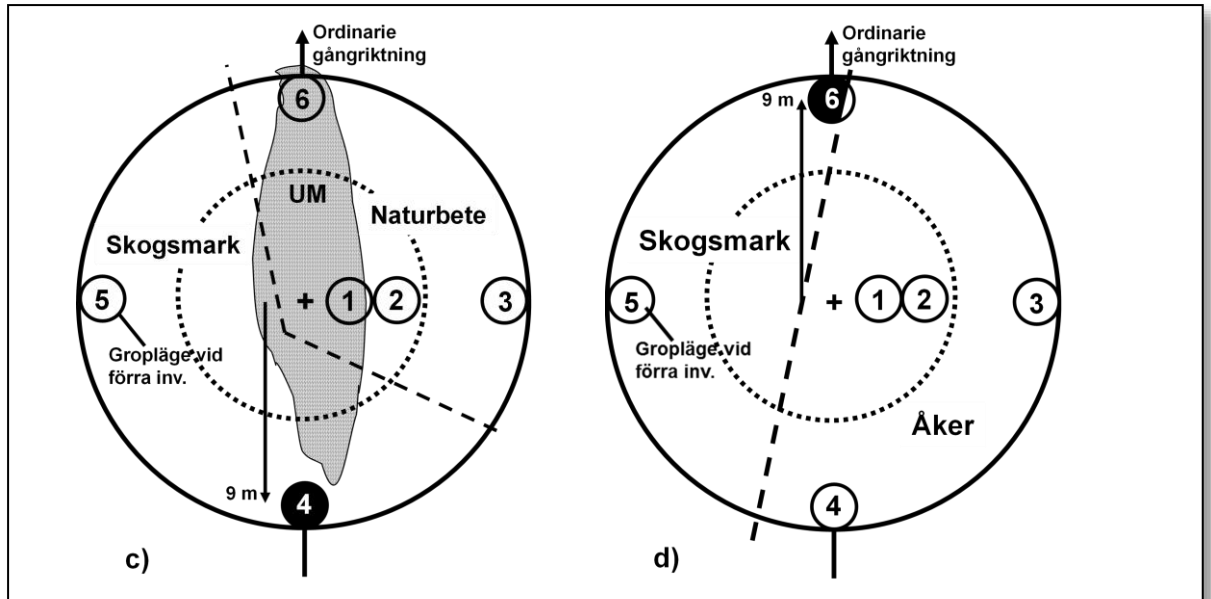 Ordinarie
gångriktning
6
UM
Naturbete
Skogsmark
5
1
2
3
Gropläge vid
förra inv.
9 m
4
c)
Ordinarie
gångriktning
9 m
6
Skogsmark
5
1
2
3
Gropläge vid
förra inv.
Åker
4
d)